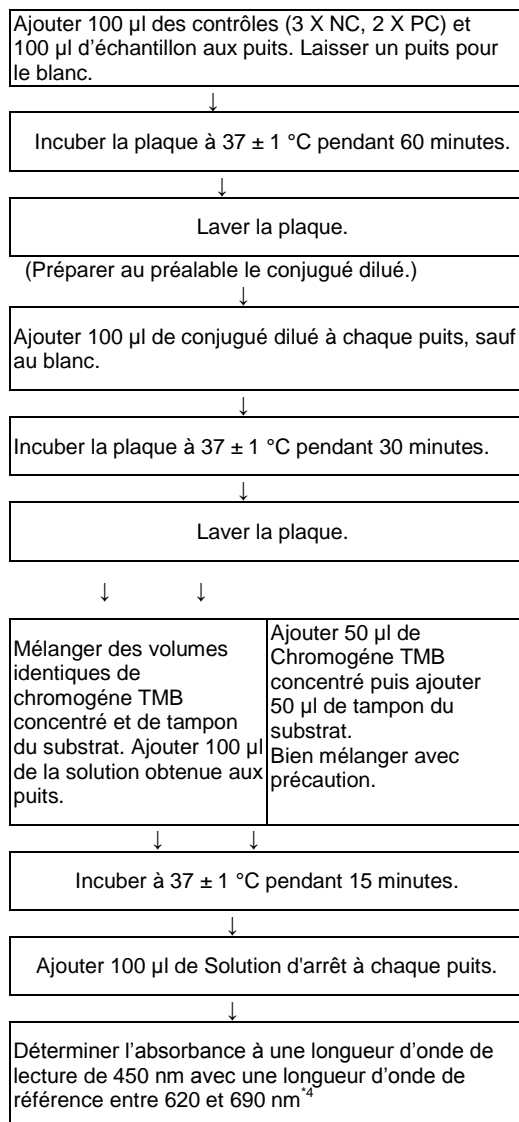 Ajouter 100 µl des contrôles (3 X NC, 2 X PC) et
100 µl d’échantillon aux puits. Laisser un puits pour
le blanc.
↓
Incuber la plaque à 37 ± 1 °C pendant 60 minutes.
↓
Laver la plaque.
(Préparer au préalable le conjugué dilué.)
↓
Ajouter 100 µl de conjugué dilué à chaque puits, sauf
au blanc.
↓
Incuber la plaque à 37 ± 1 °C pendant 30 minutes.
↓
Laver la plaque.
↓ ↓
Mélanger des volumes
identiques de
chromogéne TMB
concentré et de tampon
du substrat. Ajouter 100 µl
de la solution obtenue aux
puits.
Ajouter 50 µl de
Chromogéne TMB
concentré puis ajouter
50 µl de tampon du
substrat.
Bien mélanger avec
précaution.
↓ ↓
Incuber à 37 ± 1 °C pendant 15 minutes.
↓
Ajouter 100 µl de Solution d'arrêt à chaque puits.
↓
Déterminer l’absorbance à une longueur d’onde de
lecture de 450 nm avec une longueur d’onde de
référence entre 620 et 690 nm*4